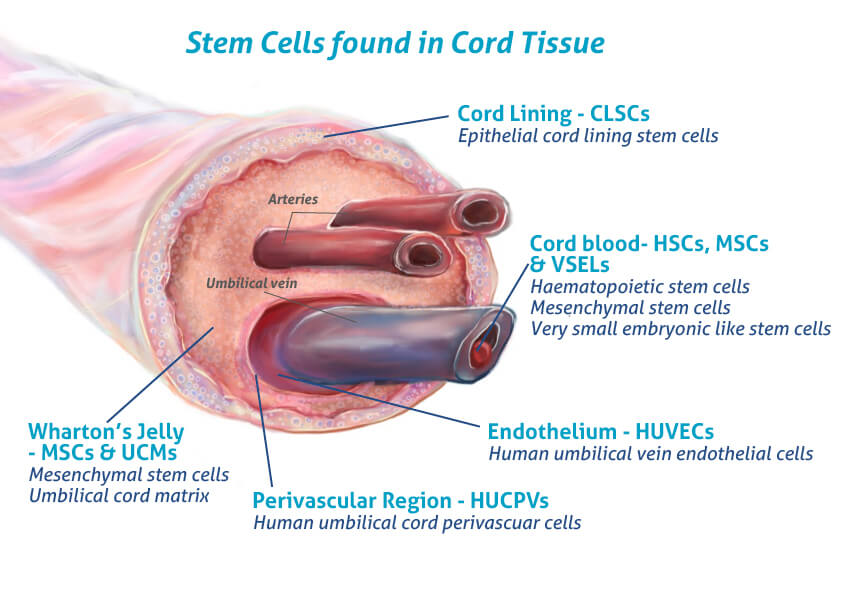 Stem Cells found in Cord Tissue
Cord Lining - CLSCs
Epithelial cord lining stem cells
Arteries
Cord blood- HSCs, MSCs
& VSELs
Haematopoietic stem cells
Mesenchymal stem cells
Very small embryonic like stem cells
Umbilical vein
Wharton's Jelly
- MSCs & UCMs
Mesenchymal stem cells
Umbilical cord matrix
Endothelium - HUVECs
Human umbilical vein endothelial cells
Perivascular Region - HUCPVs
Human umbilical cord perivascuar cells